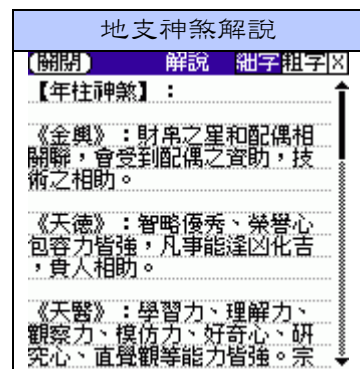 地支神煞解說
(關閉) 解說 細字 粗字 ×
【年柱神煞】：
《金輿》：財帛之星和配偶相
關聯，會受到配偶之資助，技
術之相助。
《天德》：智略優秀、榮譽心
包容力皆強，凡事能逢凶化吉
，貴人相助。
《天醫》：學習力、理解力、
觀察力、模仿力、好奇心、研
究心、直覺觀等能力皆強。宗